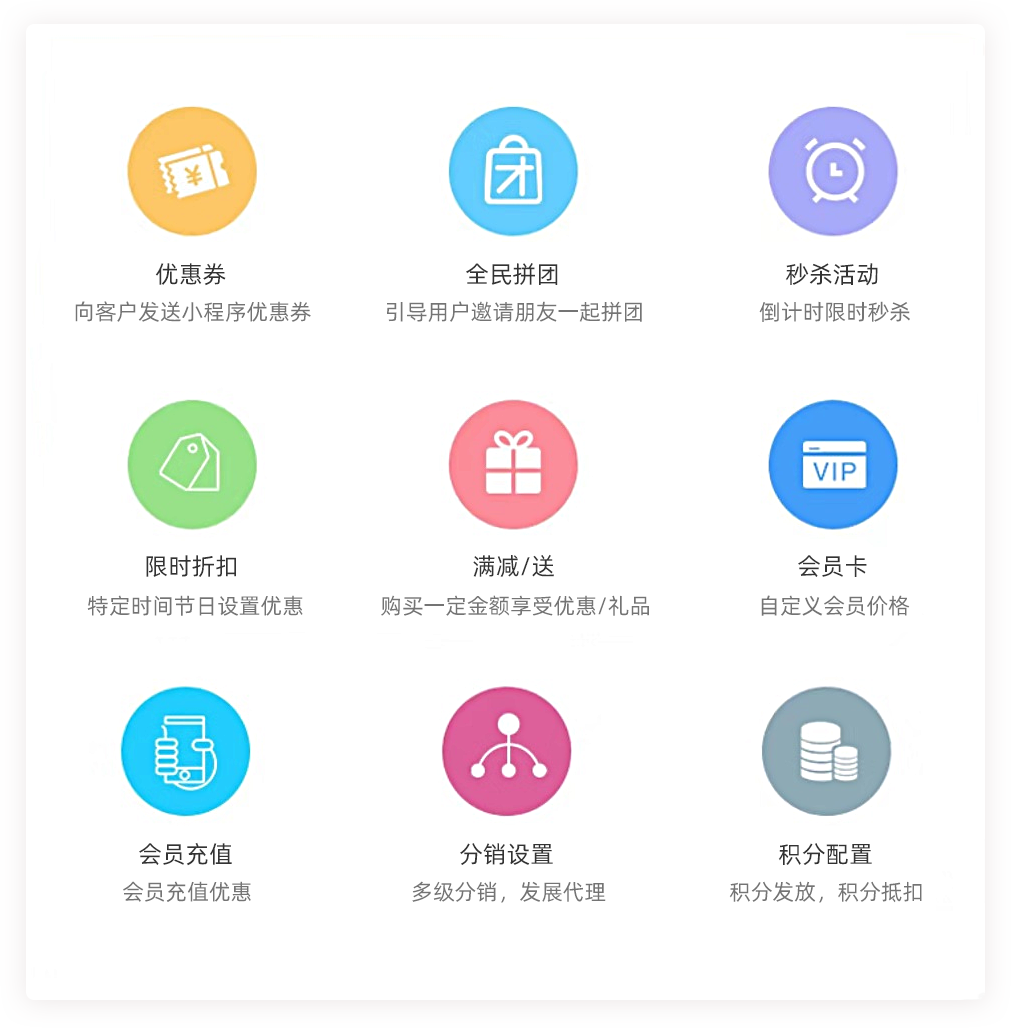 ¥
团
优惠券
全民拼团
秒杀活动
向客户发送小程序优惠券
引导用户邀请朋友一起拼团
倒计时限时秒杀
VIP
限时折扣
满减/送
会员卡
特定时间节日设置优惠
购买一定金额享受优惠/礼品
自定义会员价格
会员充值
分销设置
积分配置
会员充值优惠
多级分销，发展代理
积分发放，积分抵扣